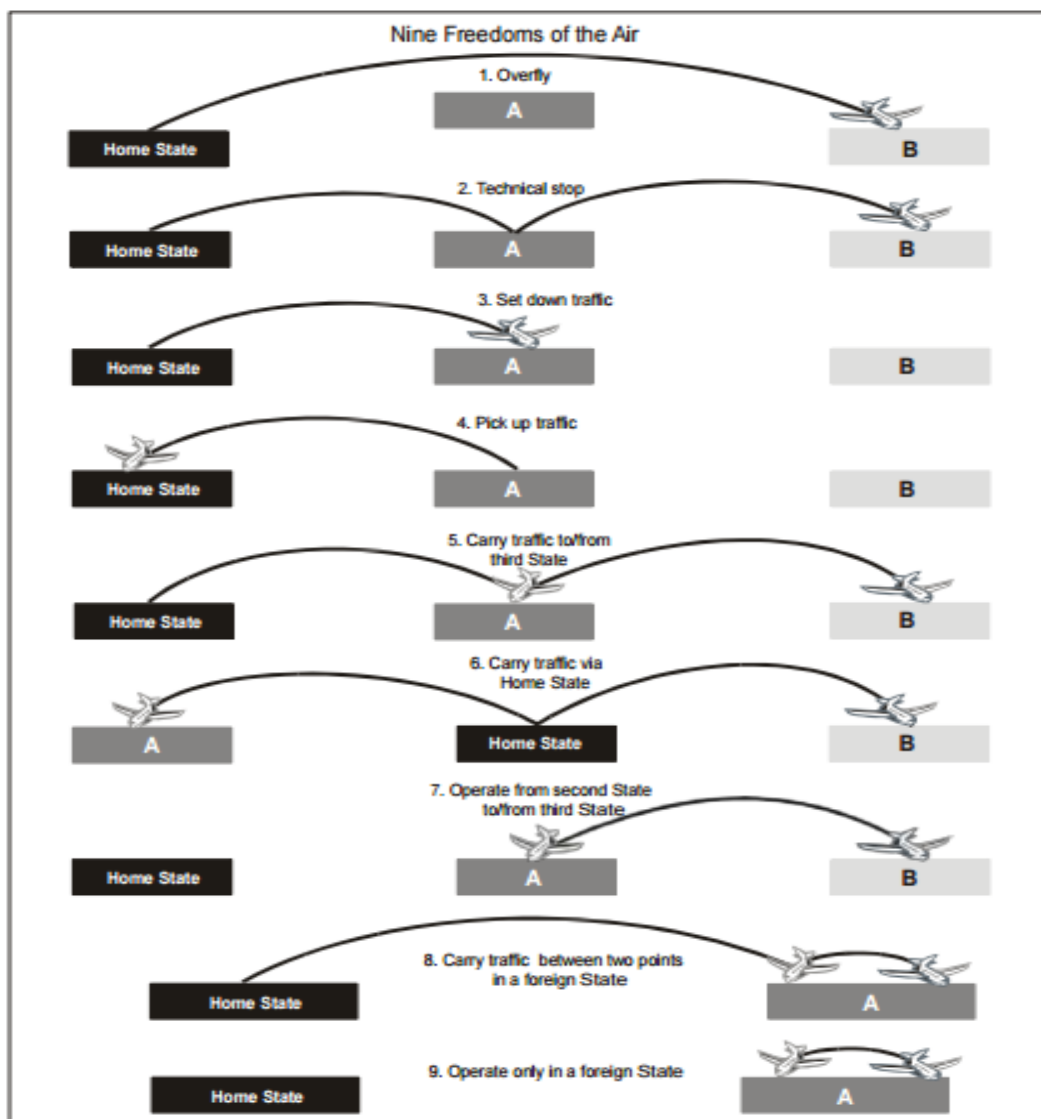 Nine Freedoms of the Air
1. Overfly
A
Home State
B
2. Technical stop
Home State
A
B
3. Set down traffic
Home State
A
B
4. Pick up traffic
Home State
A
B
5. Carry traffic to/from
third State
Home State
A
B
6. Carry traffic via
Home State
A
Home State
B
7. Operate from second State
to/from third State
Home State
A
B
8. Carry traffic between two points
in a foreign State
Home State
A
9. Operate only in a foreign State
Home State
A